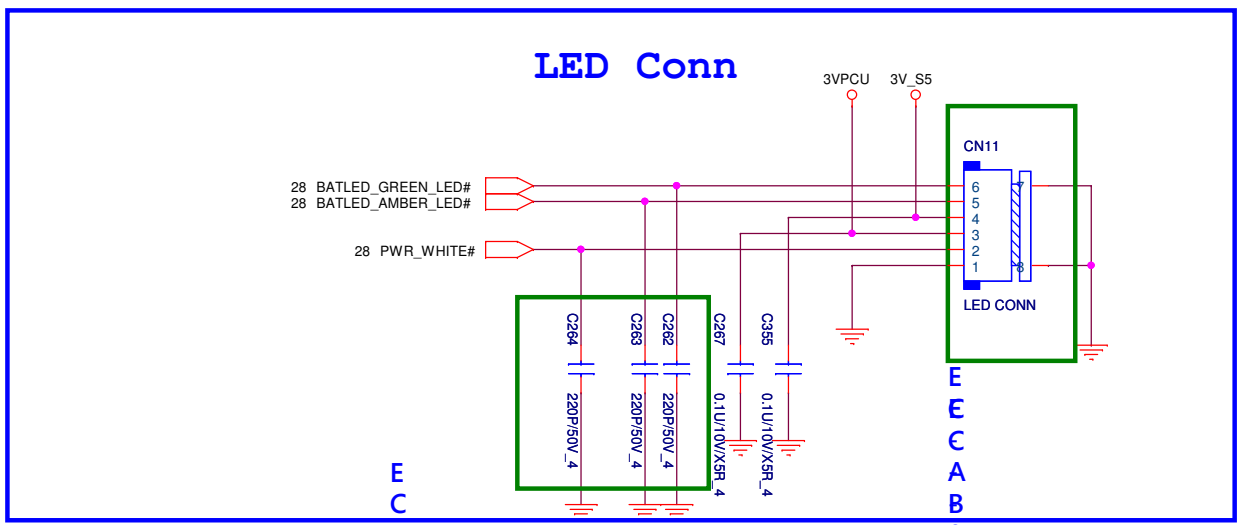 LED Conn
3VPCU 3V_S5
CN11
28 BATLED_GREEN_LED#
28 BATLED_AMBER_LED#
28 PWR_WHITE#
6 7
5
4
3
2
1 8
LED CONN
C264 C263 C262 C267 C355
220P/50V_4 220P/50V_4 220P/50V_4 0.1U/10V/X5R_4 0.1U/10V/X5R_4
E
C
E
C
A
B
E
C